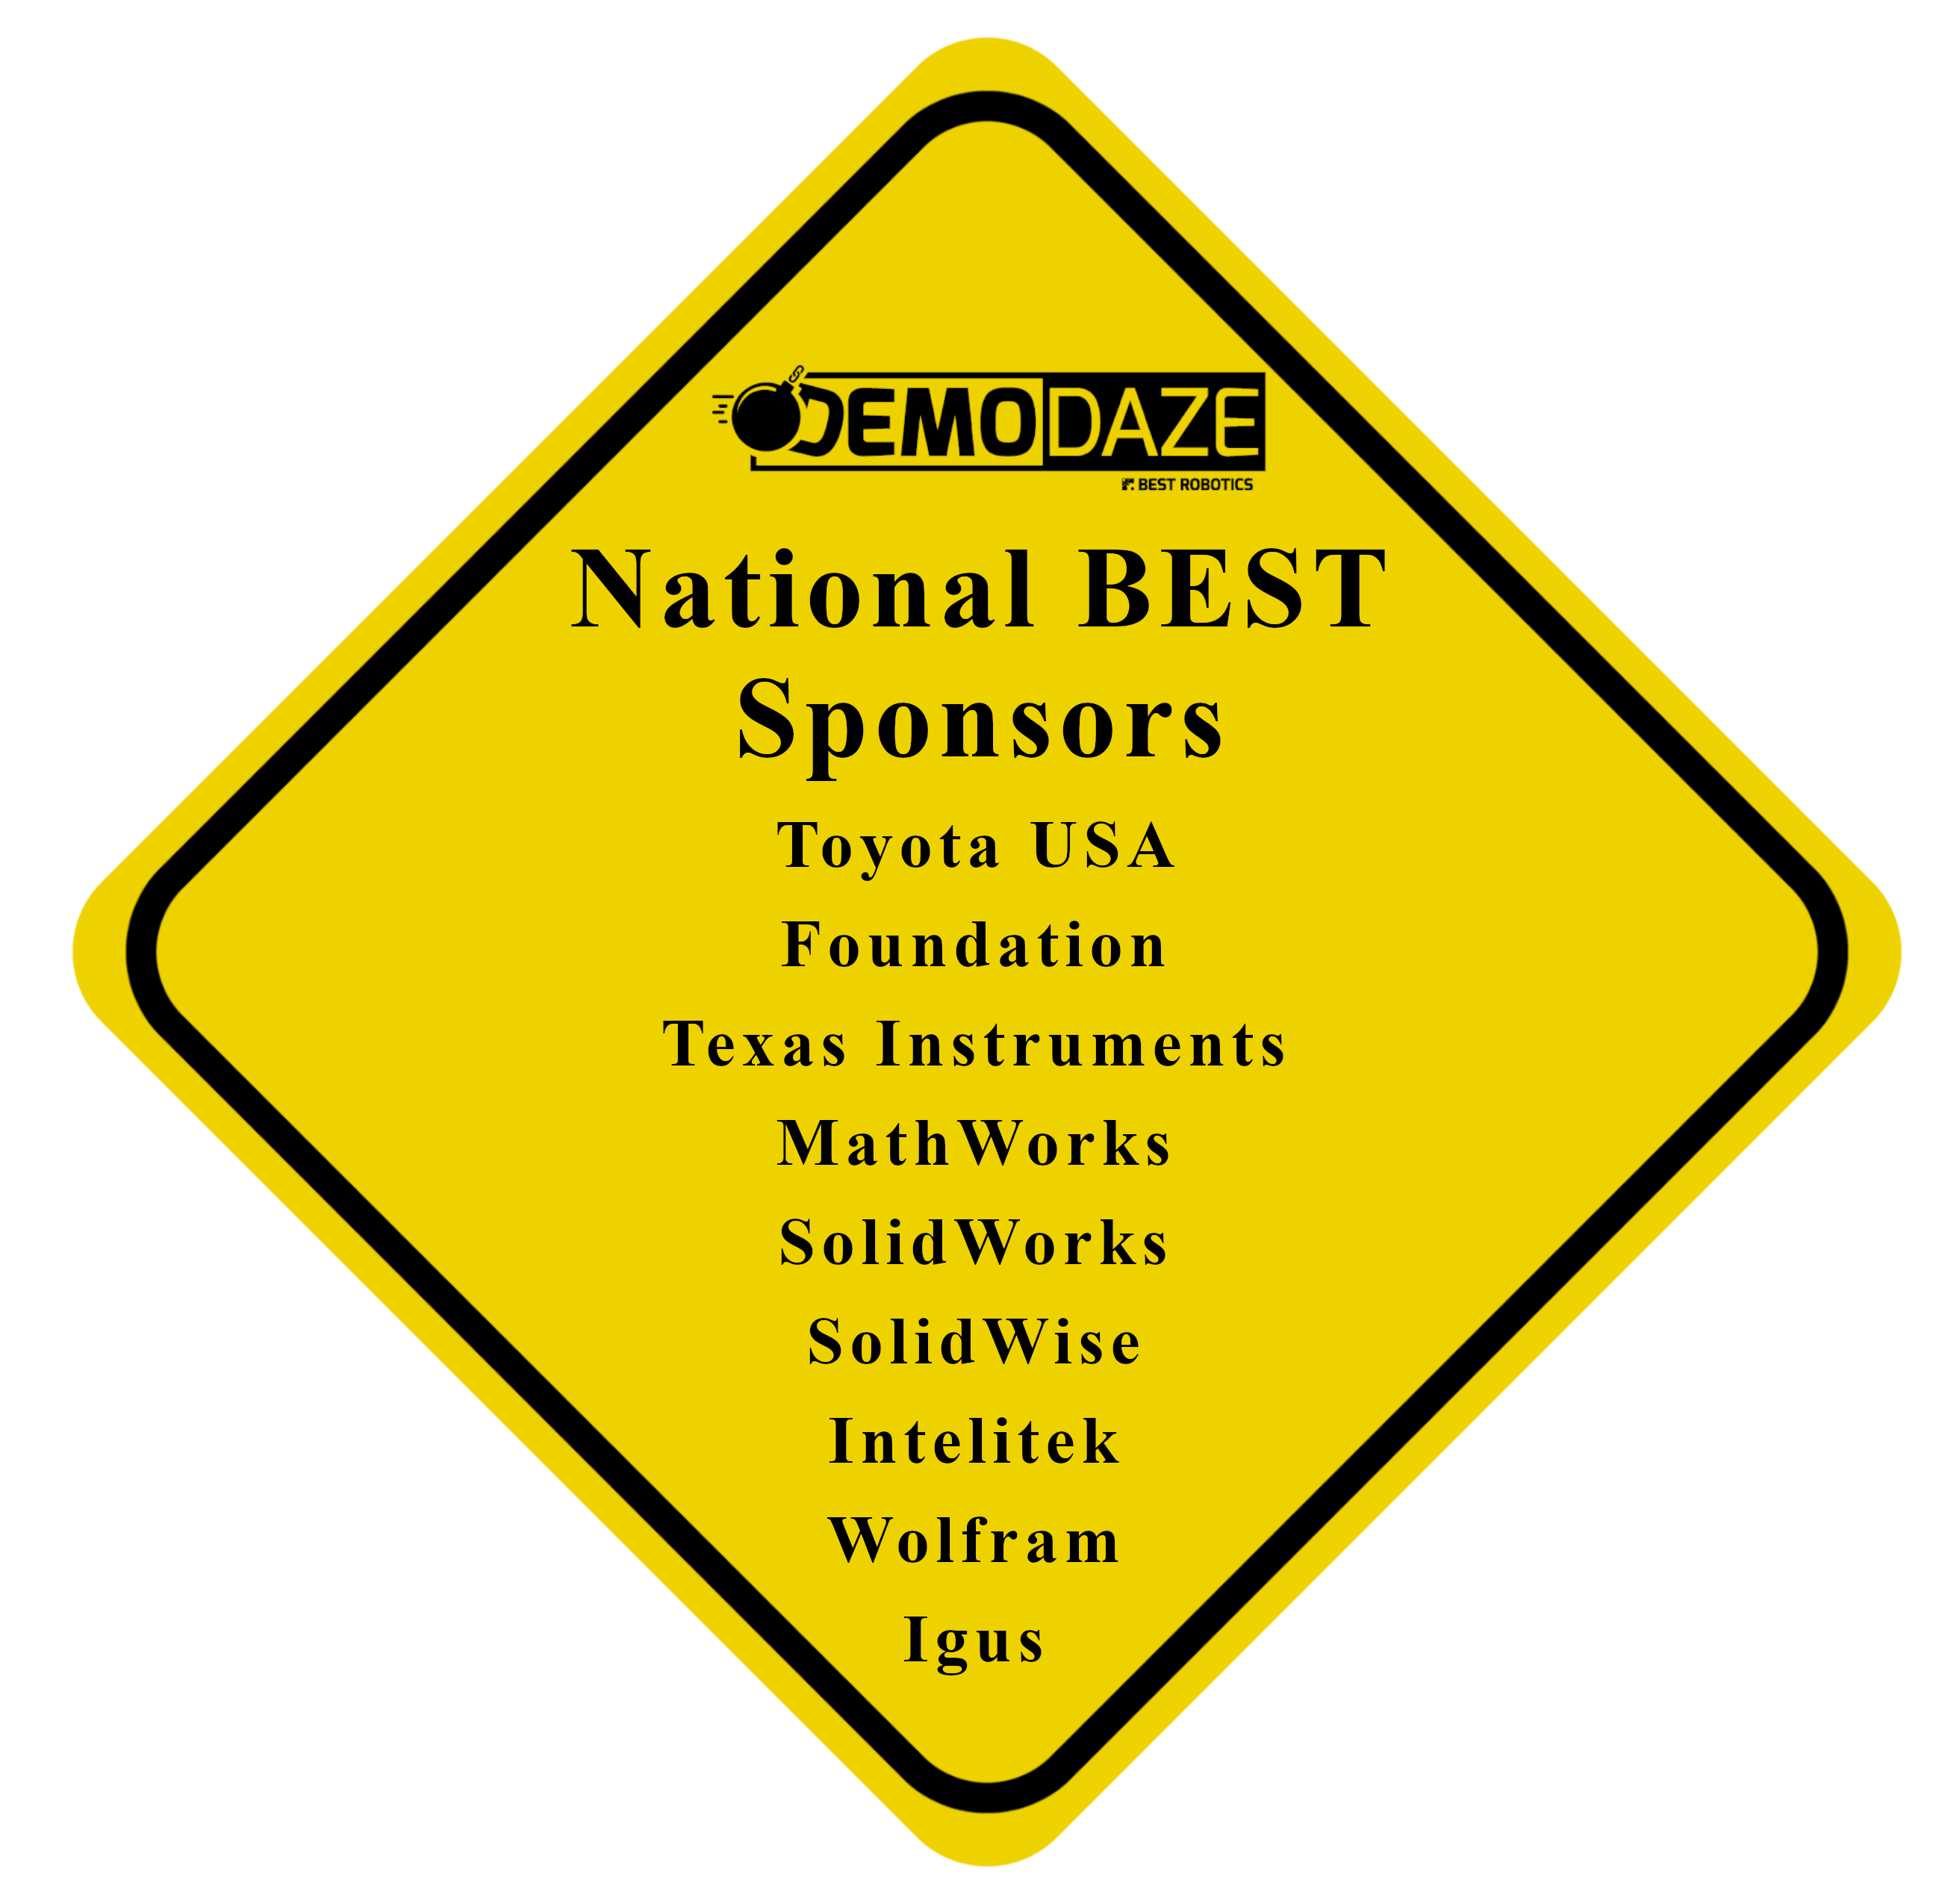 DEMODAZE
BEST ROBOTICS
National BEST
Sponsors
Toyota USA
Foundation
Texas Instruments
MathWorks
SolidWorks
SolidWise
Intelitek
Wolfram
Igus